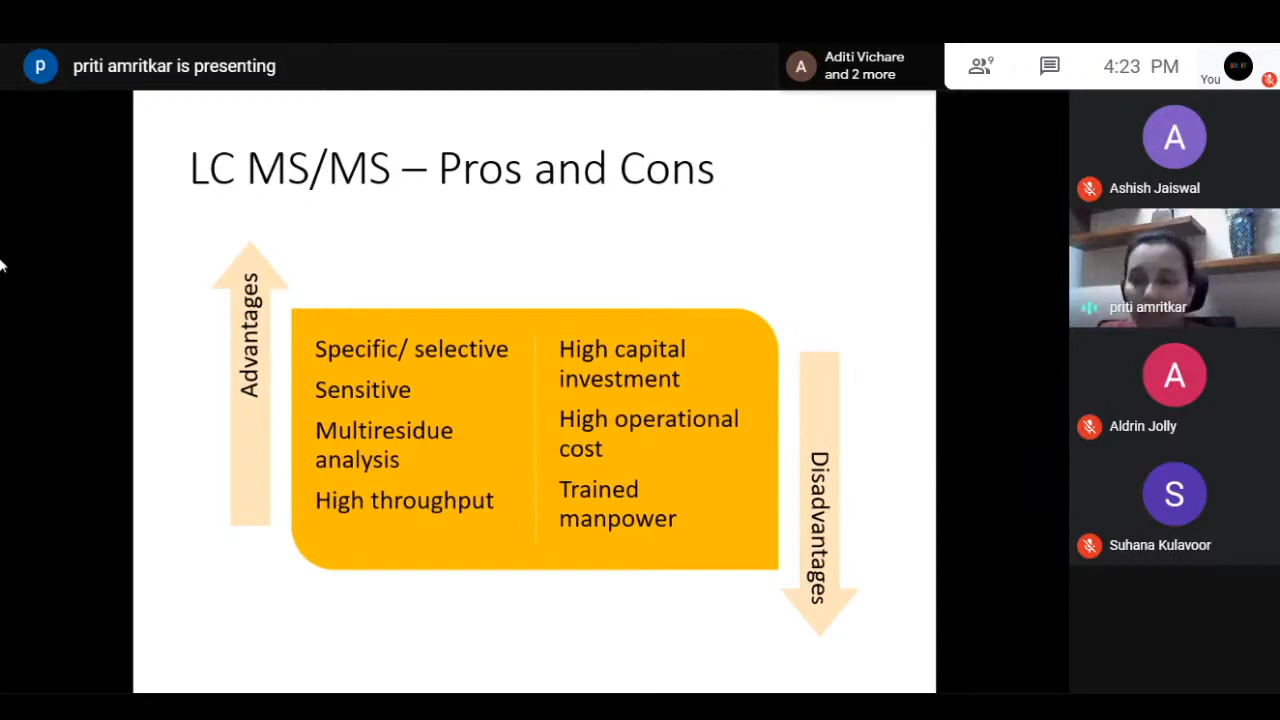 p
priti amritkar is presenting
A
Aditi Vichare
and 2 more
9
4:23 PM
You
LC MS/MS – Pros and Cons
Advantages
Specific/ selective
Sensitive
Multiresidue
analysis
High throughput
High capital
investment
High operational
cost
Trained
manpower
Disadvantages
A
Ashish Jaiswal
priti amritkar
A
Aldrin Jolly
S
Suhana Kulavoor